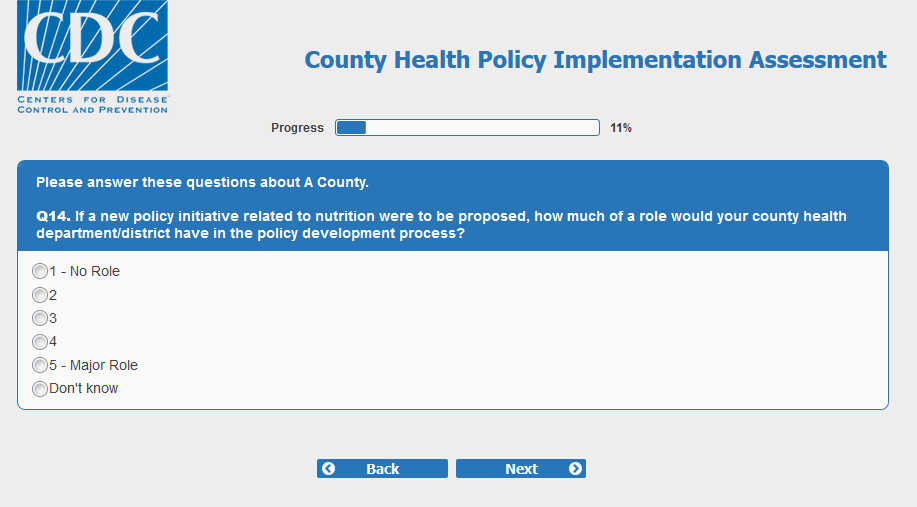 CDC
CENTERS FOR DISEASE
CONTROL AND PREVENTION
County Health Policy Implementation Assessment
Progress 11%
Please answer these questions about A County.
Q14. If a new policy initiative related to nutrition were to be proposed, how much of a role would your county health
department/district have in the policy development process?
1 - No Role
2
3
4
5 - Major Role
Don't know
Back Next